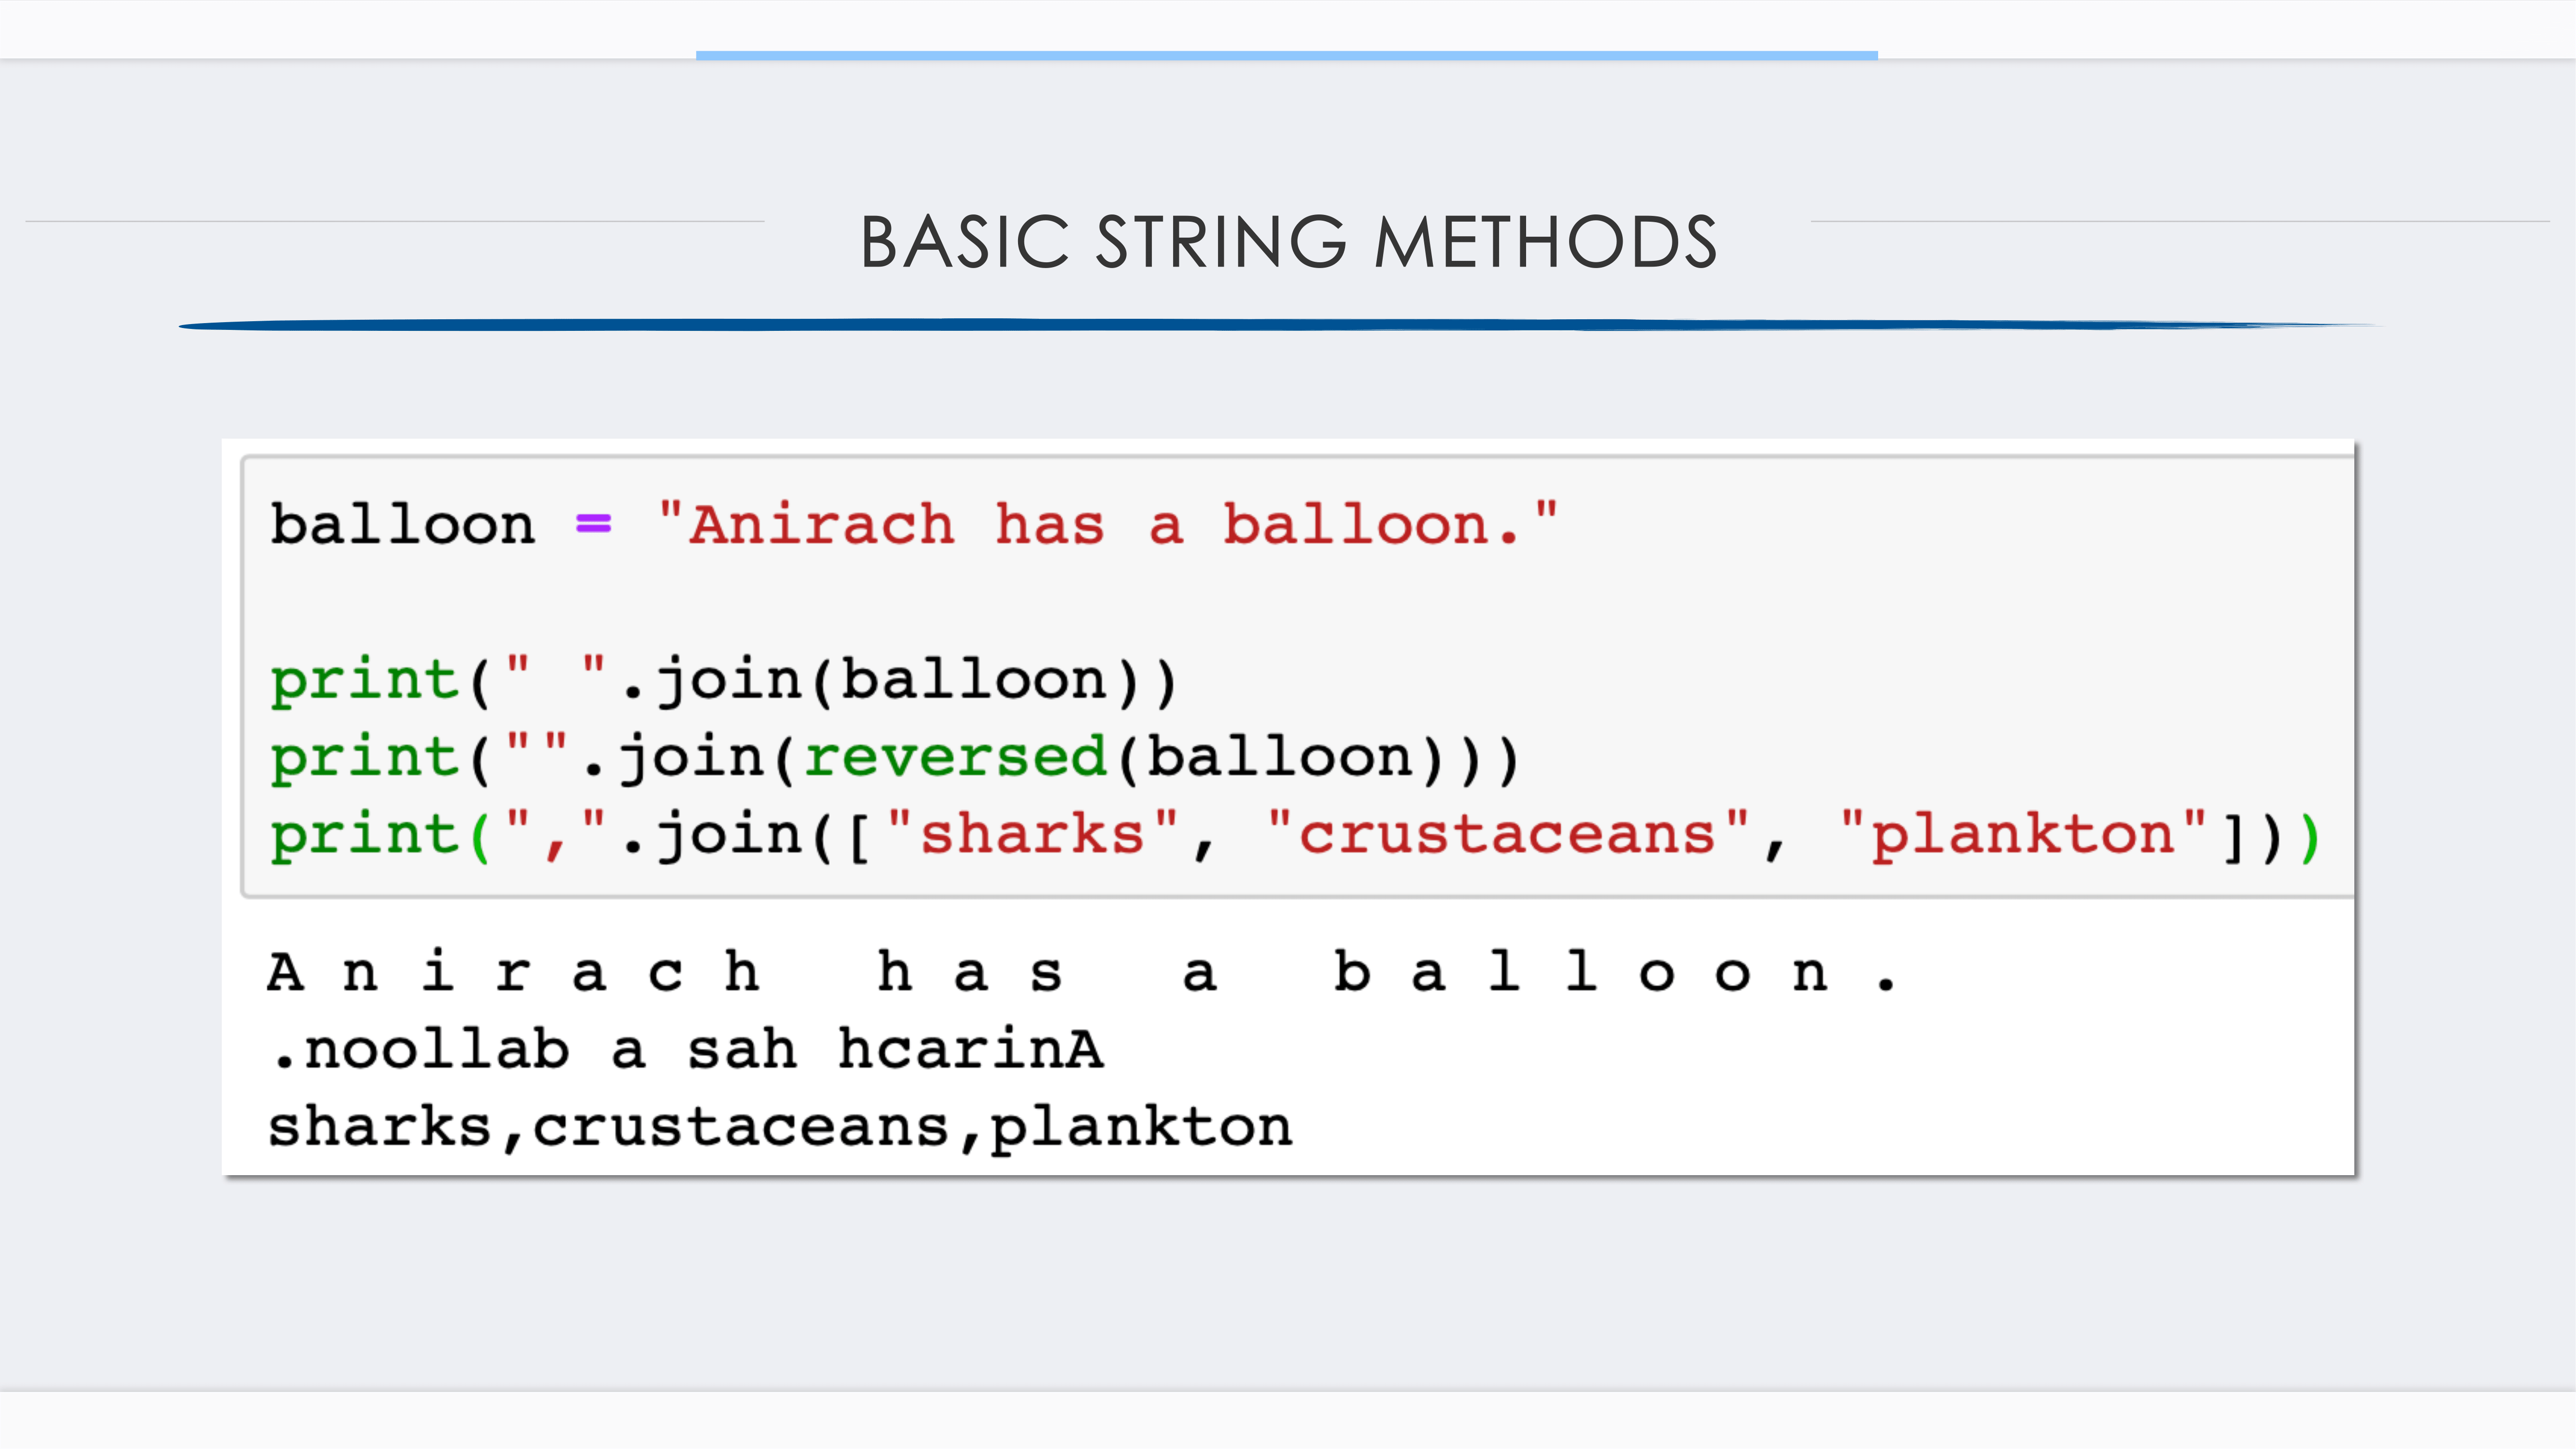 BASIC STRING METHODS
balloon = "Anirach has a balloon."
print(" ".join(balloon))
print("".join(reversed(balloon)))
print(",".join(["sharks", "crustaceans", "plankton"]))
A n i r a c h   h a s   a   b a l l o o n .
.noollab a sah hcarinA
sharks,crustaceans,plankton